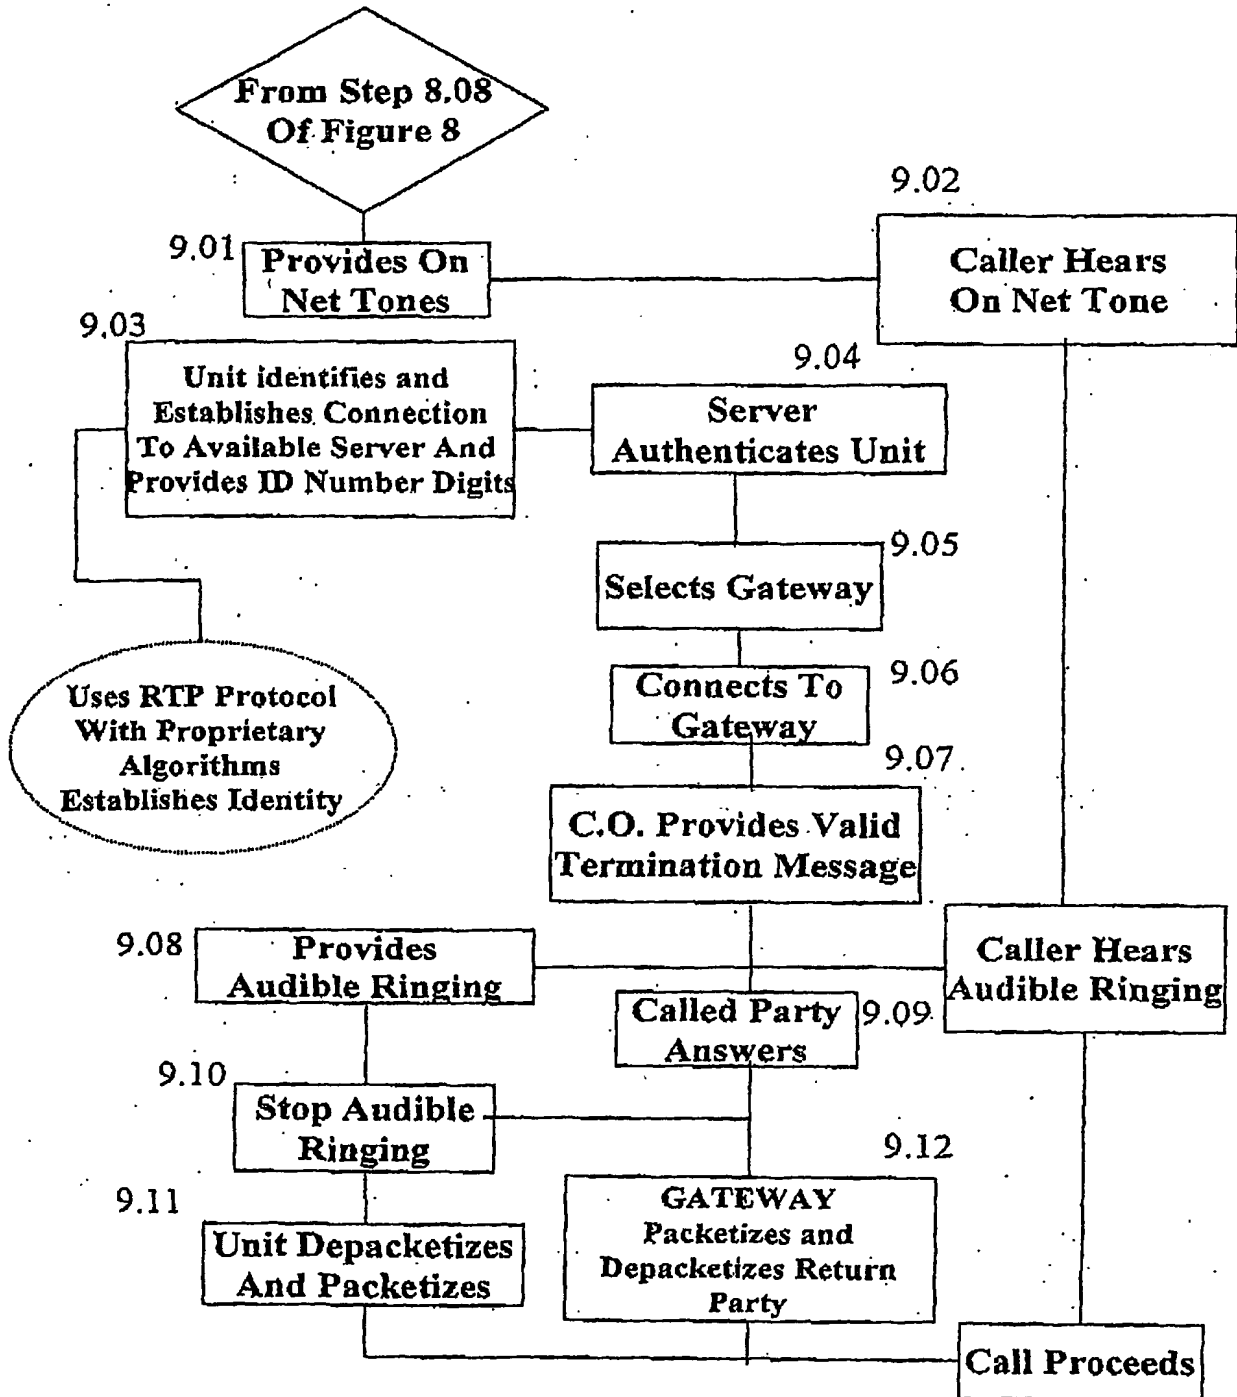 From Step 8.08
Of Figure 8
9.01
Provides On
Net Tones
9.02
Caller Hears
On Net Tone
9.03
Unit identifies and
Establishes Connection
To Available Server And
Provides ID Number Digits
9.04
Server
Authenticates Unit
9.05
Selects Gateway
9.06
Connects To
Gateway
Uses RTP Protocol
With Proprietary
Algorithms
Establishes Identity
9.07
C.O. Provides Valid
Termination Message
9.08
Provides
Audible Ringing
Caller Hears
Audible Ringing
Called Party
Answers
9.09
9.10
Stop Audible
Ringing
9.12
GATEWAY
Packetizes and
Depacketizes Return
Party
9.11
Unit Depacketizes
And Packetizes
Call Proceeds